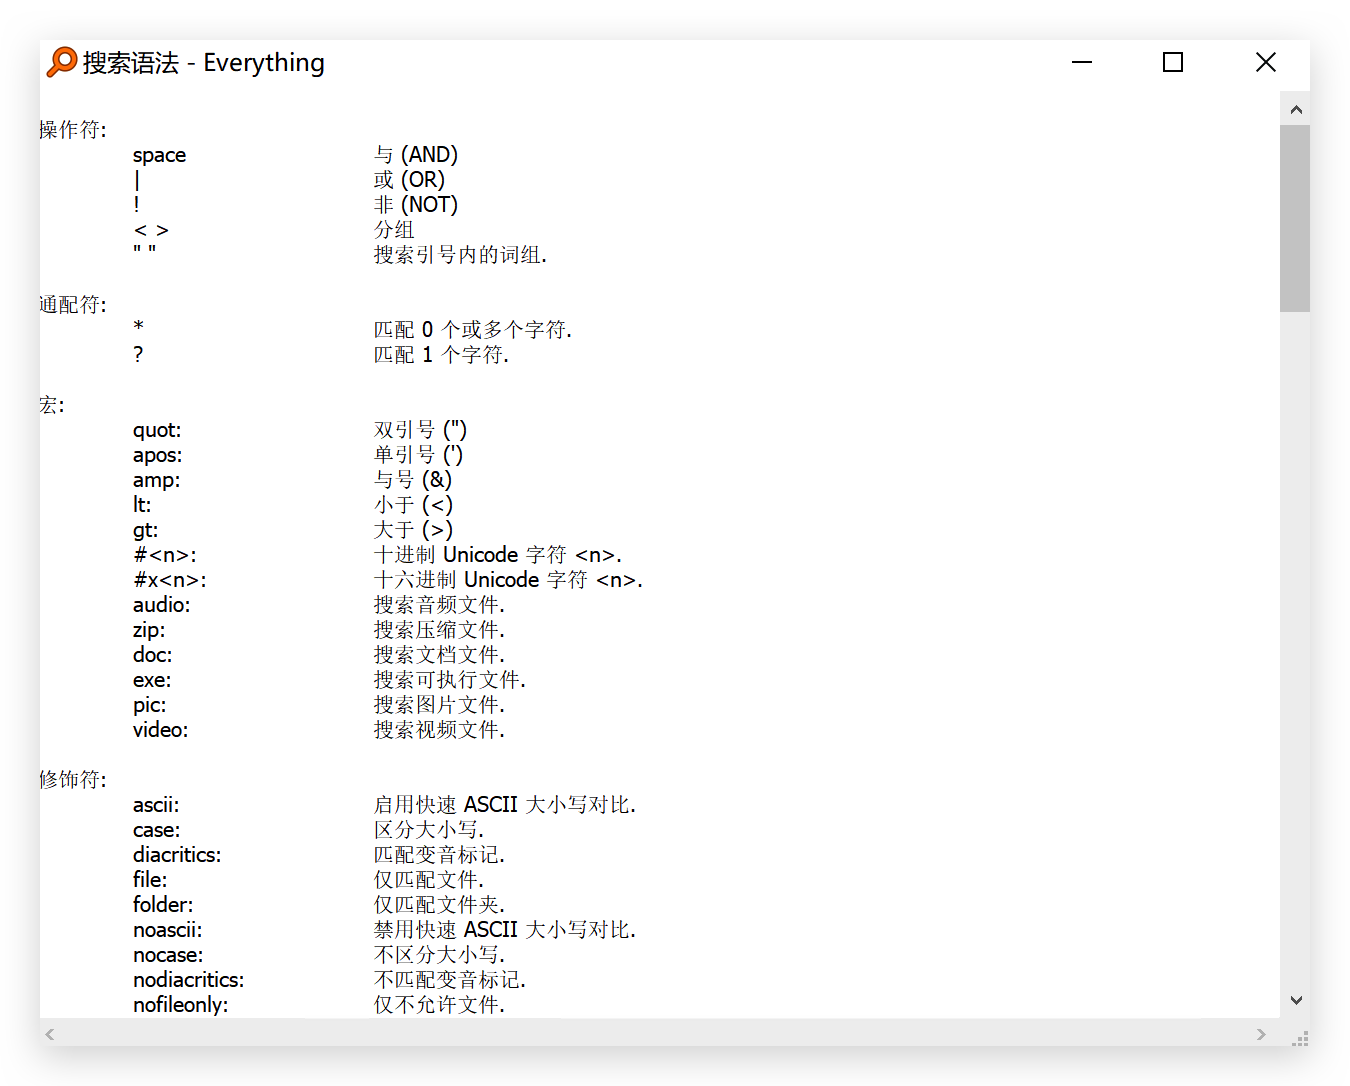 搜索语法 - Everything
操作符:
space 与 (AND)
| 或 (OR)
! 非 (NOT)
< > 分组
" " 搜索引号内的词组.
通配符:
* 匹配 0 个或多个字符.
? 匹配 1 个字符.
宏:
quot: 双引号 (")
apos: 单引号 (')
amp: 与号 (&)
lt: 小于 (<)
gt: 大于 (>)
#<n>: 十进制 Unicode 字符 <n>.
#x<n>: 十六进制 Unicode 字符 <n>.
audio: 搜索音频文件.
zip: 搜索压缩文件.
doc: 搜索文档文件.
exe: 搜索可执行文件.
pic: 搜索图片文件.
video: 搜索视频文件.
修饰符:
ascii: 启用快速 ASCII 大小写对比.
case: 区分大小写.
diacritics: 匹配变音标记.
file: 仅匹配文件.
folder: 仅匹配文件夹.
noascii: 禁用快速 ASCII 大小写对比.
nocase: 不区分大小写.
nodiacritics: 不匹配变音标记.
nofileonly: 仅不允许文件.